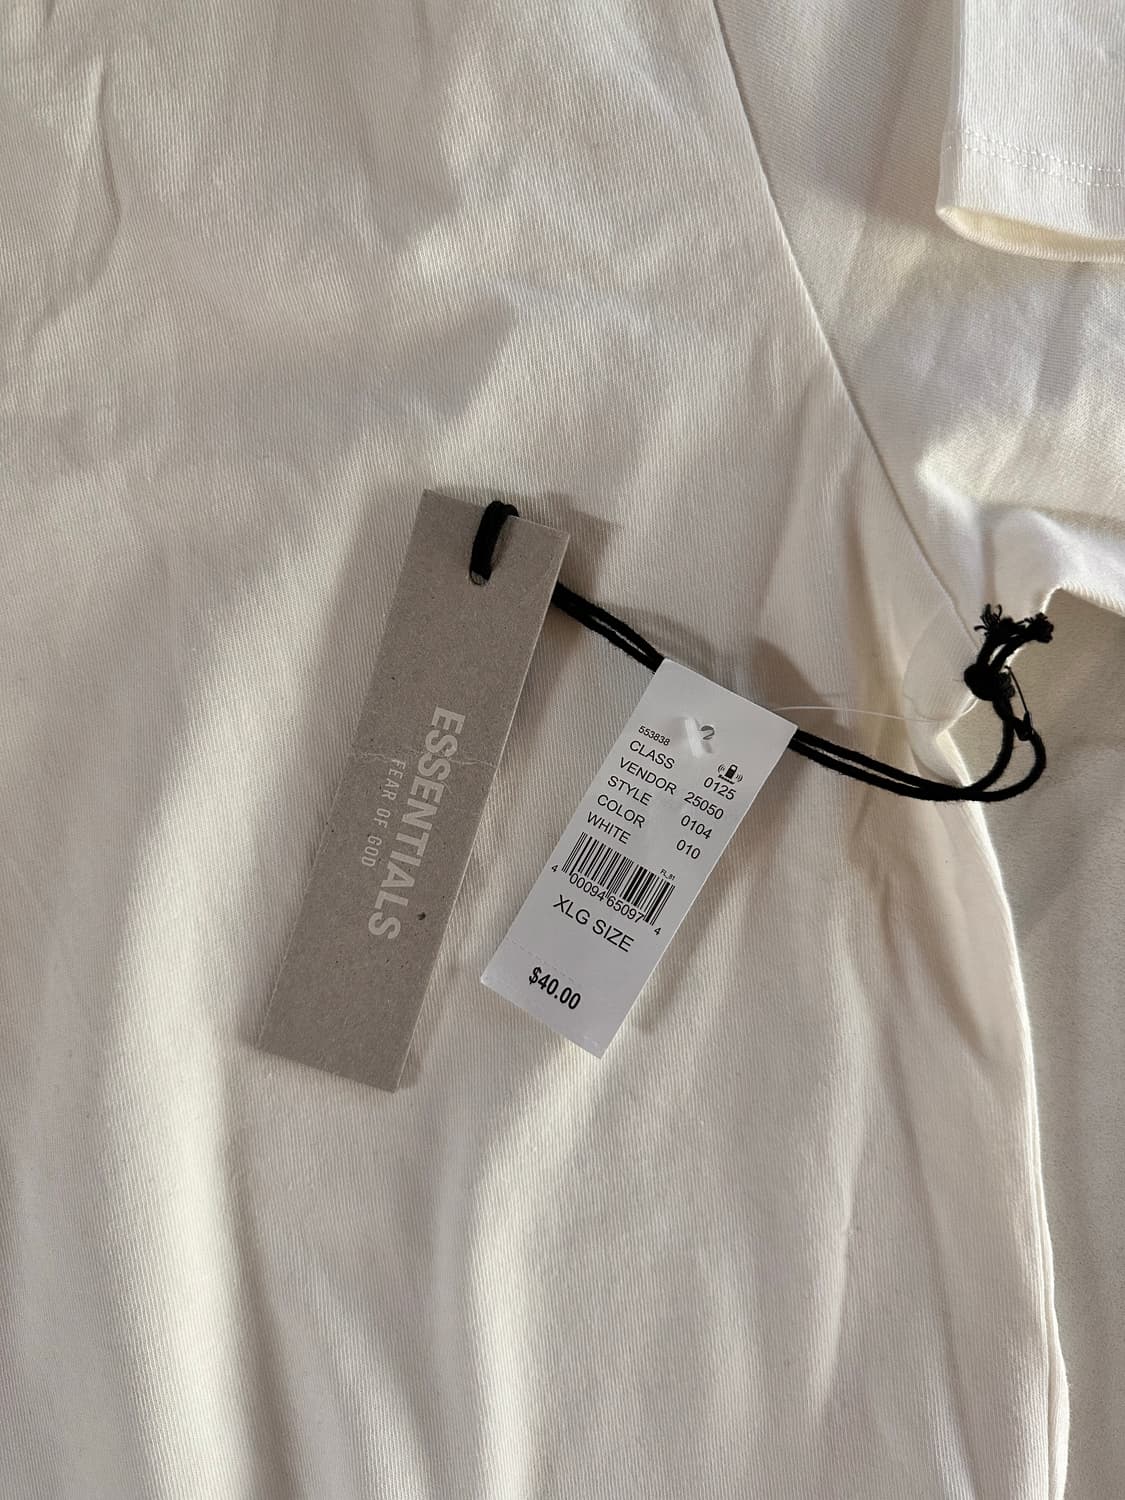 ESSENTIALS
FEAR OF GOD
553838
CLASS 0125
VENDOR 25050
STYLE 0104
COLOR 010
WHITE
FL_91
4 00094 65097 4
XLG SIZE
$40.00